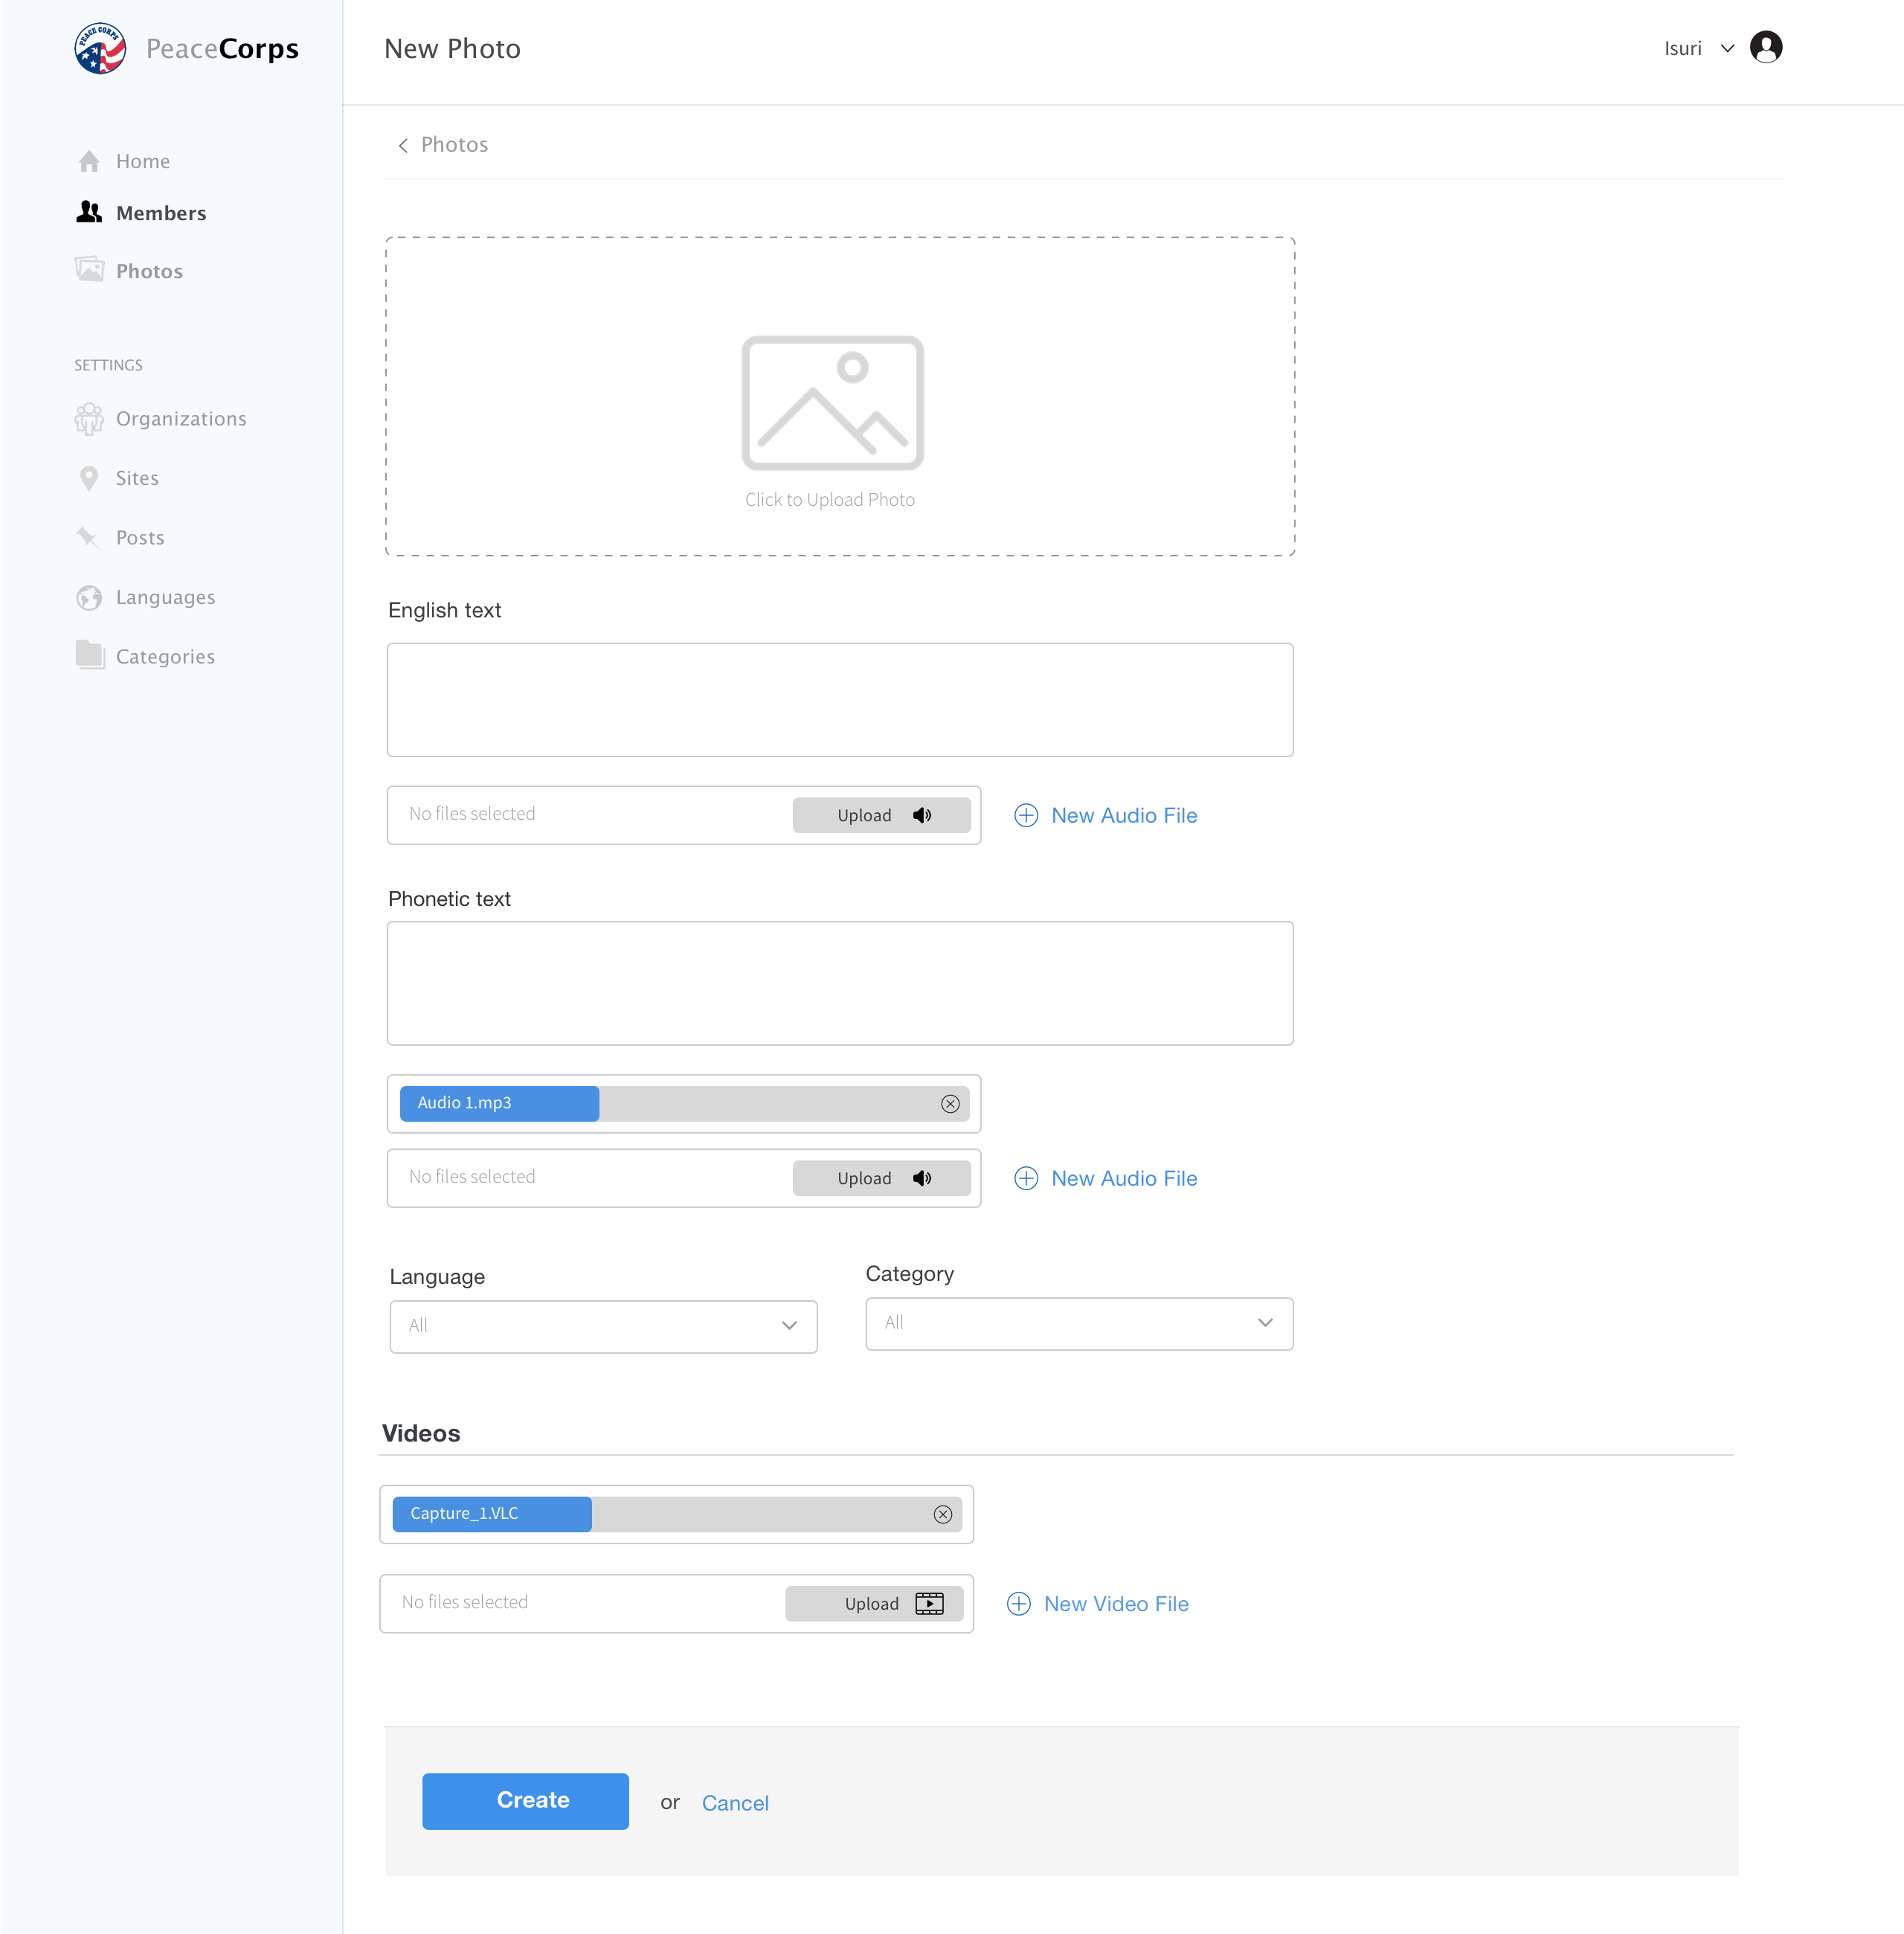 PEACE CORPS
PeaceCorps
New Photo
Isuri
Home
Members
Photos
SETTINGS
Organizations
Sites
Posts
Languages
Categories
Photos
Click to Upload Photo
English text
No files selected
Upload
New Audio File
Phonetic text
Audio 1.mp3
No files selected
Upload
New Audio File
Language
Category
All
All
Videos
Capture_1.VLC
No files selected
Upload
New Video File
Create
or
Cancel